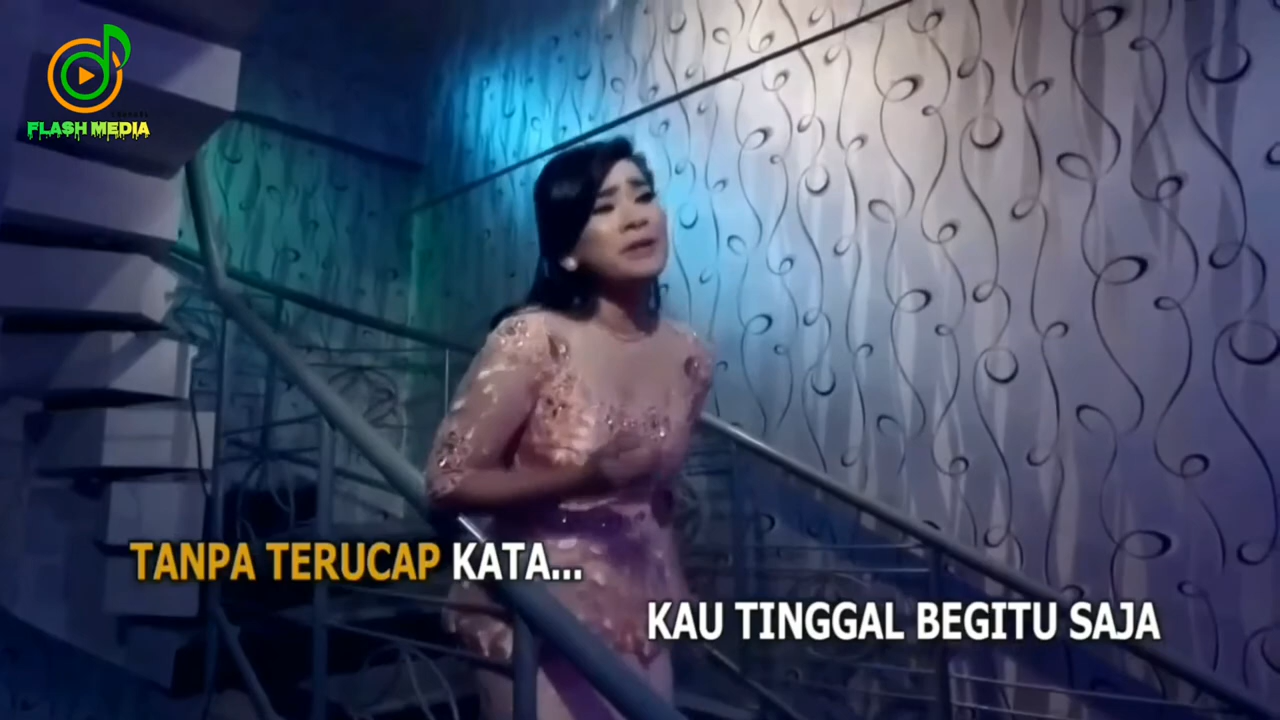 FLASH MEDIA
TANPA TERUCAP KATA...
KAU TINGGAL BEGITU SAJA